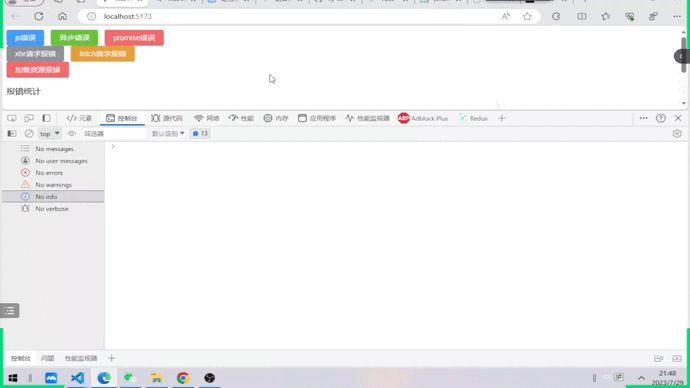 localhost:5173
js错误 异步错误 promise错误
xhr请求报错 fetch请求报错
加载资源报错
报错统计
元素 控制台 源代码 网络 性能 内存 应用程序 性能监视器 Adblock Plus Redux
top 筛选器 默认级别 13
No messages
No user messages
No errors
No warnings
No info
No verbose
控制台 问题 性能监视器
21:48
2023/7/29